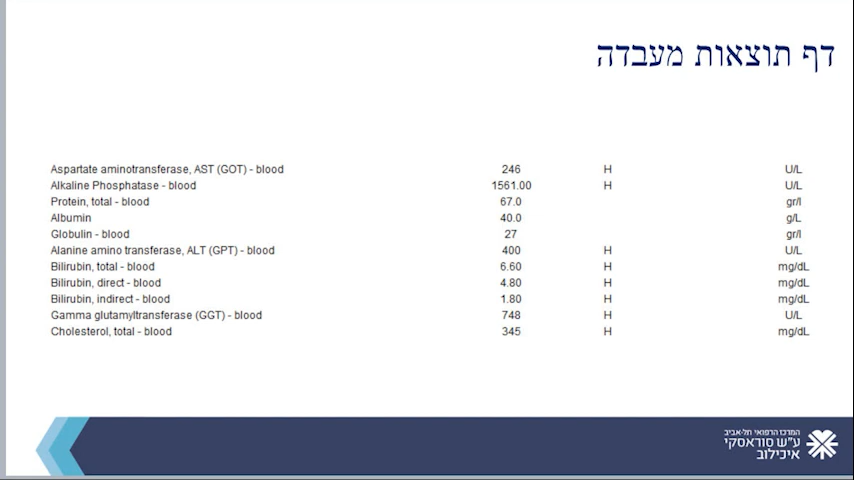 דף תוצאות מעבדה
Aspartate aminotransferase, AST (GOT) - blood 246 H U/L
Alkaline Phosphatase - blood 1561.00 H U/L
Protein, total - blood 67.0 gr/l
Albumin 40.0 g/L
Globulin - blood 27 gr/l
Alanine amino transferase, ALT (GPT) - blood 400 H U/L
Bilirubin, total - blood 6.60 H mg/dL
Bilirubin, direct - blood 4.80 H mg/dL
Bilirubin, indirect - blood 1.80 H mg/dL
Gamma glutamyltransferase (GGT) - blood 748 H U/L
Cholesterol, total - blood 345 H mg/dL
המרכז הרפואי תל-אביב
ע"ש סוראסקי
איכילוב